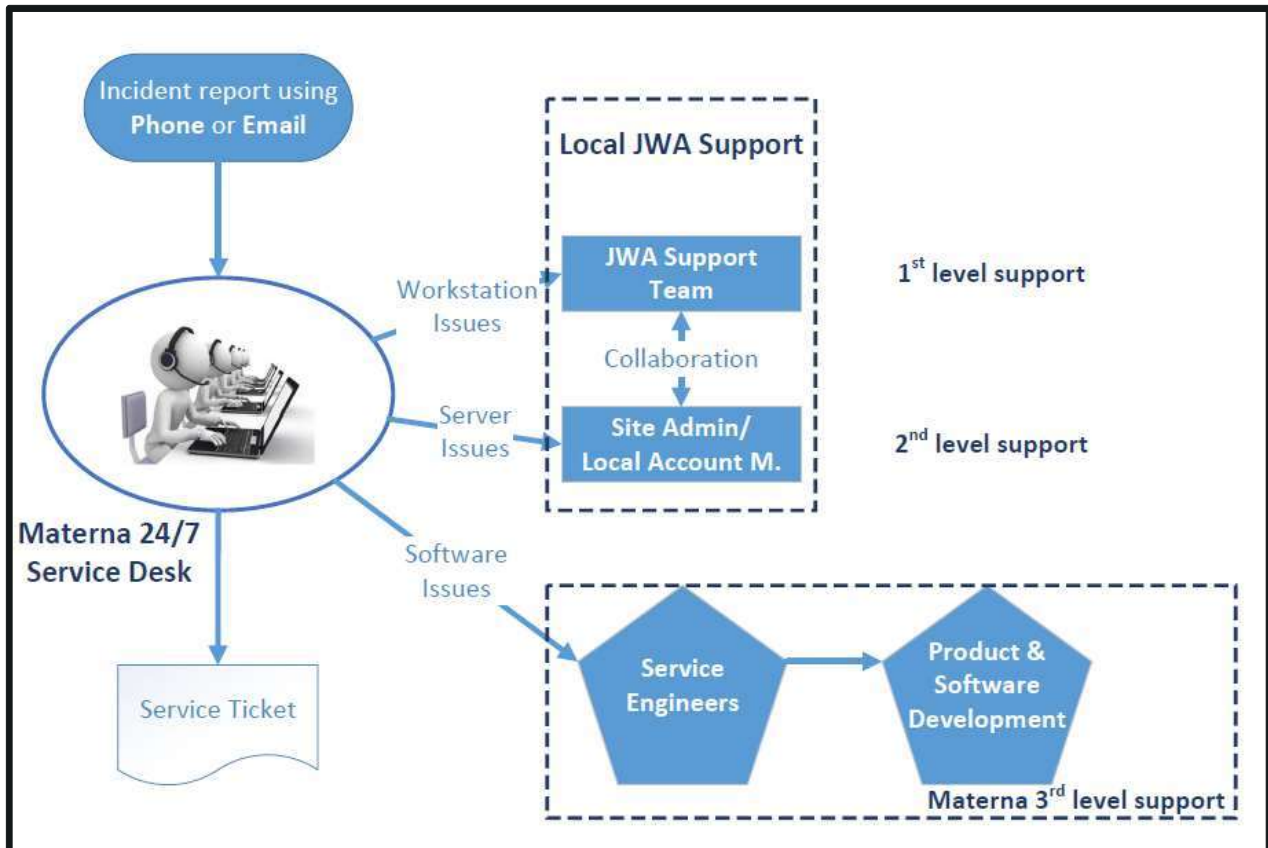 Incident report using
Phone or Email
Local JWA Support
JWA Support
Team
1st level support
Workstation
Issues
Collaboration
Server
Issues
Site Admin/
Local Account M.
2nd level support
Materna 24/7
Service Desk
Software
Issues
Service Ticket
Service
Engineers
Product &
Software
Development
Materna 3rd level support